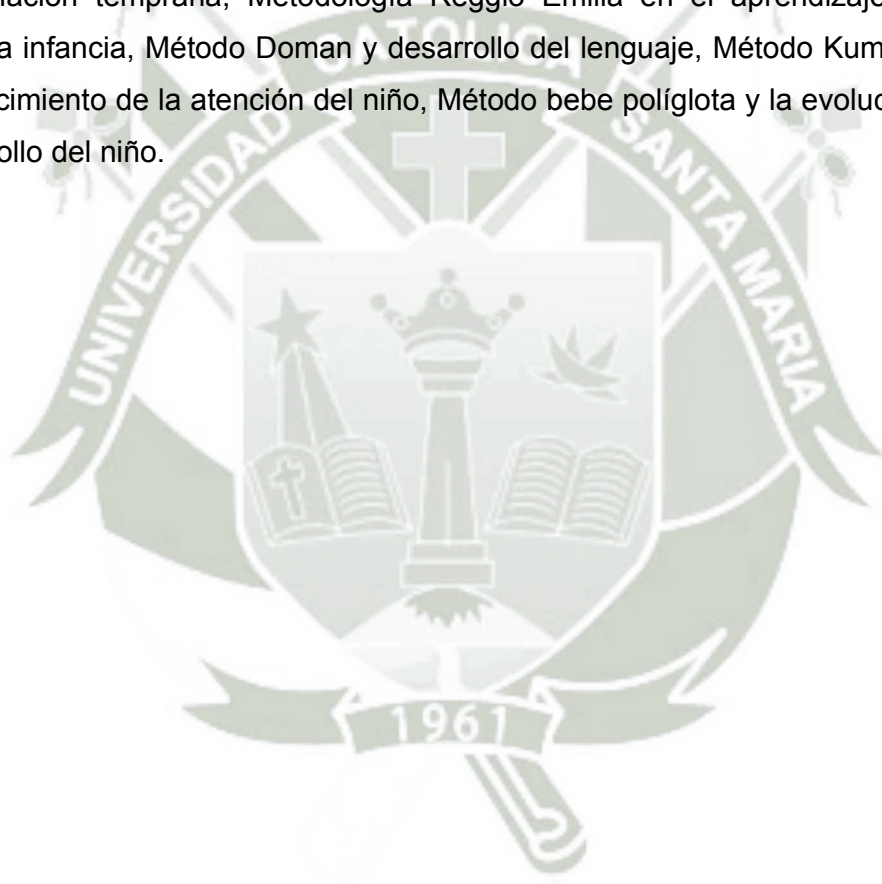 temprana, Metodología Reggio Emilia en el aprendizaje
a infancia, Método Doman y desarrollo del lenguaje, Método Kum
cimiento de la atención del niño, Método bebe políglota y la evoluc
ollo del niño.
UNIVERSIDAD CATOLICA SANTA MARIA
1961